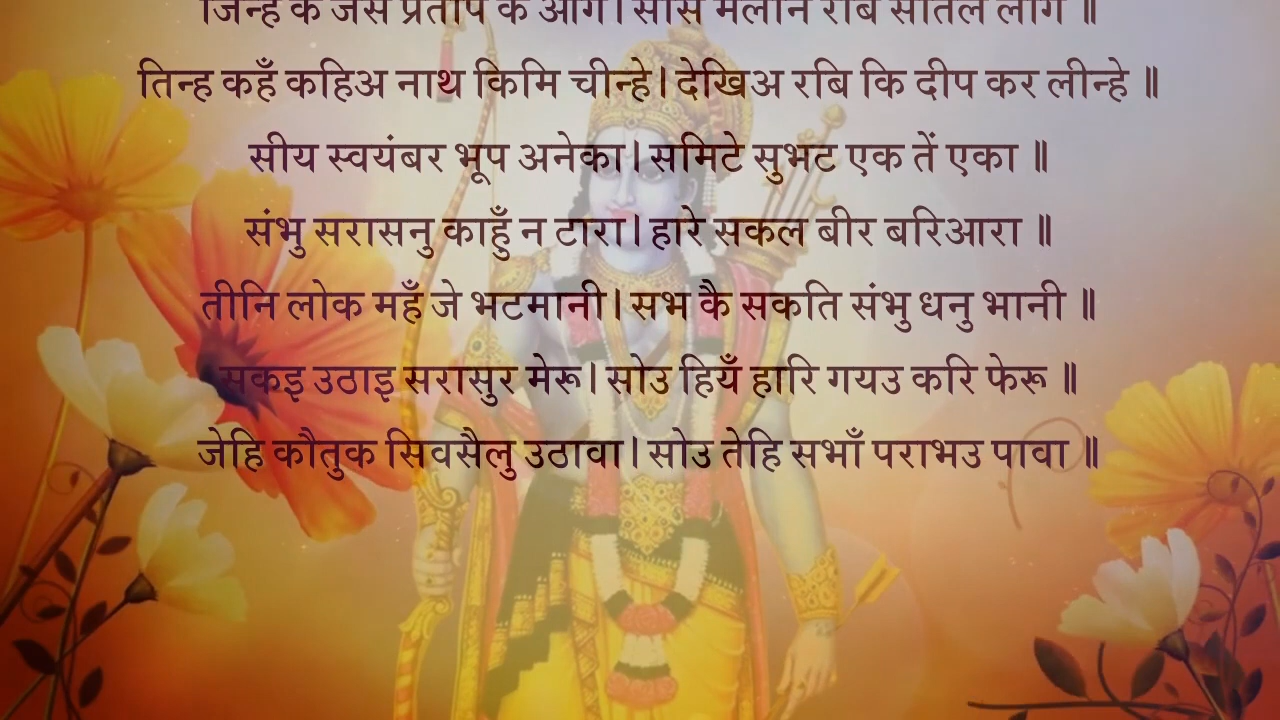 जिन्ह के जस प्रताप कें आगे। ससि मलीन रबि सीतल लागे ॥
तिन्ह कहँ कहिअ नाथ किमि चीन्हे। देखिअ रबि कि दीप कर लीन्हे ॥
सीय स्वयंबर भूप अनेका। समिटे सुभट एक तें एका ॥
संभु सरासनु काहुँ न टारा। हारे सकल बीर बरिआरा ॥
तीनि लोक महँ जे भटमानी। सभ कै सकति संभु धनु भानी ॥
सकइ उठाइ सरासुर मेरू। सोउ हियँ हारि गयउ करि फेरू ॥
जेहि कौतुक सिवसैलु उठावा। सोउ तेहि सभाँ पराभउ पावा ॥